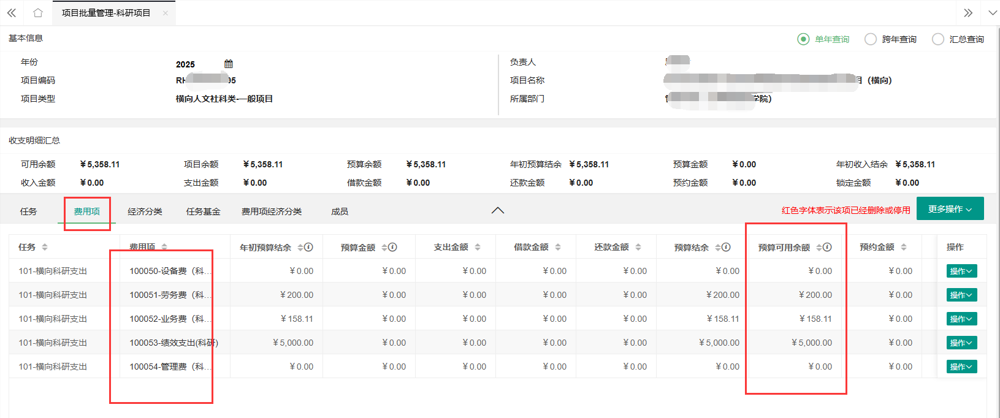 项目批量管理-科研项目
基本信息 单年查询 跨年查询 汇总查询
年份 2025 负责人
项目编码 RH 95 项目名称 目（横向）
项目类型 横向人文社科类-一般项目 所属部门 学院)
收支明细汇总
可用余额 ￥5,358.11 项目余额 ￥5,358.11 预算余额 ￥5,358.11 年初预算结余 ￥5,358.11 预算金额 ￥0.00 年初收入结余 ￥5,358.11
收入金额 ￥0.00 支出金额 ￥0.00 借款金额 ￥0.00 还款金额 ￥0.00 预约金额 ￥0.00 锁定金额 ￥0.00
任务 费用项 经济分类 任务基金 费用项经济分类 成员 红色字体表示该项已经删除或停用 更多操作
任务 费用项 年初预算结余 预算金额 支出金额 借款金额 还款金额 预算结余 预算可用余额 预约金额 操作
101-横向科研支出 100050-设备费（科... ￥0.00 ￥0.00 ￥0.00 ￥0.00 ￥0.00 ￥0.00 ￥0.00 ￥0.00 操作
101-横向科研支出 100051-劳务费（科... ￥200.00 ￥0.00 ￥0.00 ￥0.00 ￥0.00 ￥200.00 ￥200.00 ￥0.00 操作
101-横向科研支出 100052-业务费（科... ￥158.11 ￥0.00 ￥0.00 ￥0.00 ￥0.00 ￥158.11 ￥158.11 ￥0.00 操作
101-横向科研支出 100053-绩效支出(科研) ￥5,000.00 ￥0.00 ￥0.00 ￥0.00 ￥0.00 ￥5,000.00 ￥5,000.00 ￥0.00 操作
101-横向科研支出 100054-管理费（科... ￥0.00 ￥0.00 ￥0.00 ￥0.00 ￥0.00 ￥0.00 ￥0.00 ￥0.00 操作